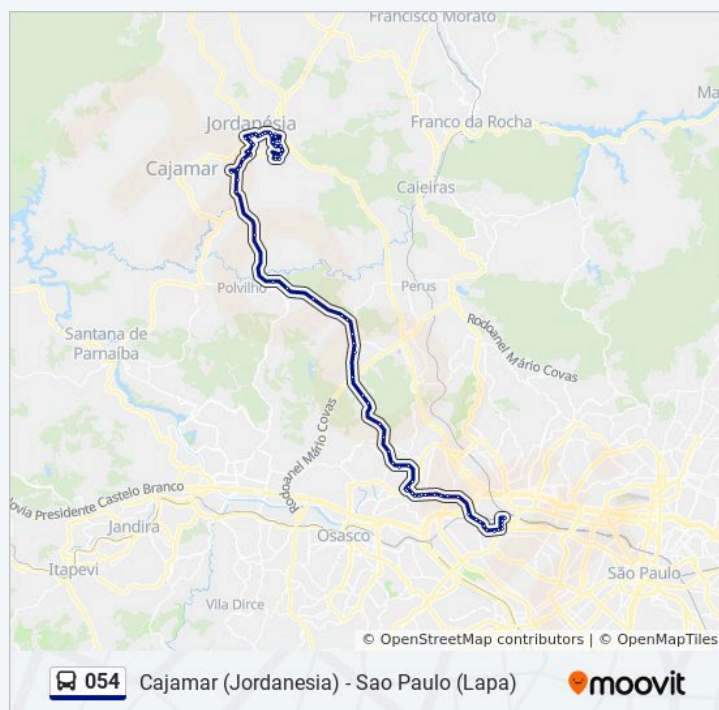 Francisco Morato
Ma
Jordanésia
Franco da Rocha
Cajamar
Caieiras
Polvilho
Perus
Santana de
Parnaíba
Rodoanel Mário Covas
Rodoanel Mário Covas
lovia Presidente Castelo Branco
Jandira
Osasco
Itapevi
São Paulo
Vila Dirce
© OpenStreetMap contributors | © OpenMapTiles
054 Cajamar (Jordanesia) - Sao Paulo (Lapa)
moovit